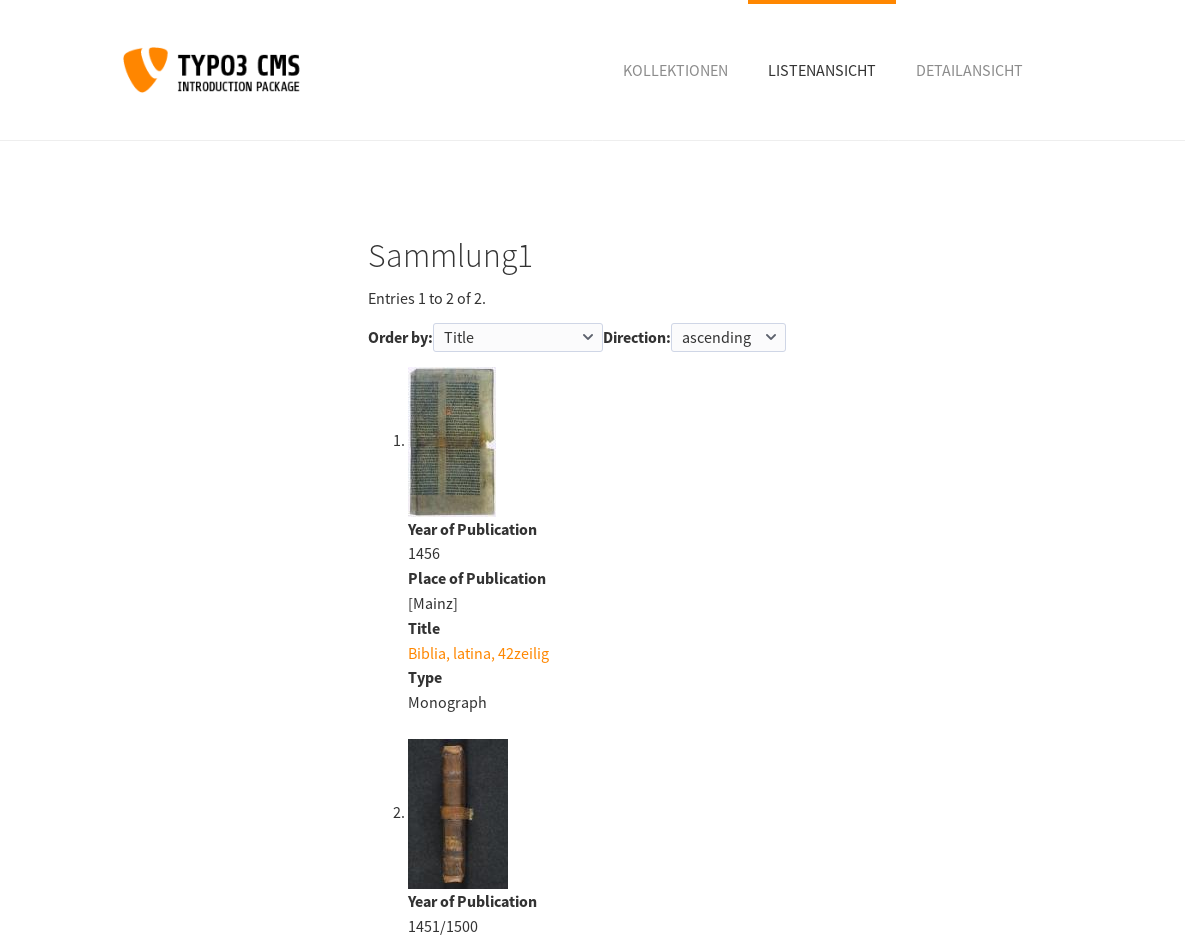 TYPO3 CMS
INTRODUCTION PACKAGE
KOLLEKTIONEN LISTENANSICHT DETAILANSICHT
Sammlung1
Entries 1 to 2 of 2.
Order by: Title Direction: ascending
1.
Year of Publication
1456
Place of Publication
[Mainz]
Title
Biblia, latina, 42zeilig
Type
Monograph
2.
Year of Publication
1451/1500